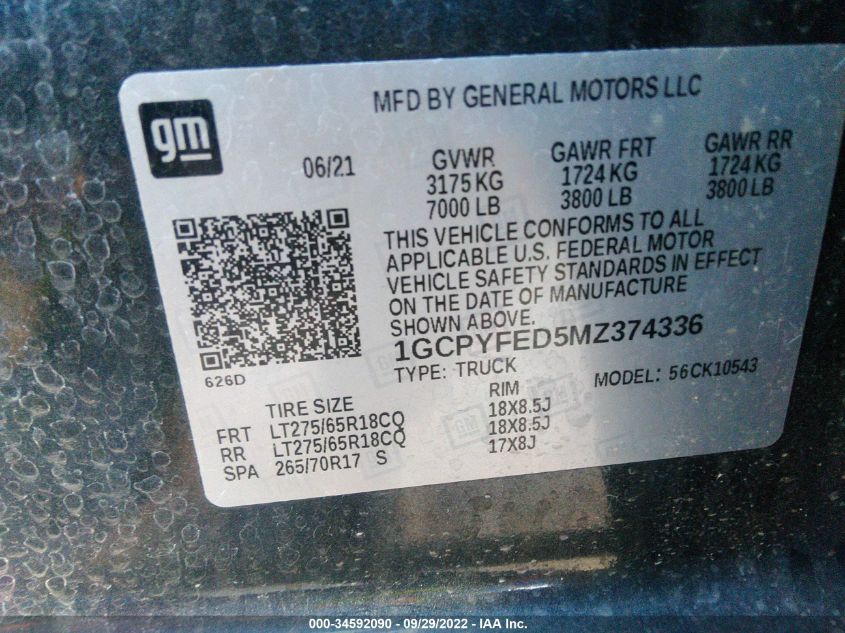 gm
MFD BY GENERAL MOTORS LLC
06/21 GVWR GAWR FRT GAWR RR
3175 KG 1724 KG 1724 KG
7000 LB 3800 LB 3800 LB
THIS VEHICLE CONFORMS TO ALL
APPLICABLE U.S. FEDERAL MOTOR
VEHICLE SAFETY STANDARDS IN EFFECT
ON THE DATE OF MANUFACTURE
SHOWN ABOVE.
1GCPYFED5MZ374336
626D
TYPE: TRUCK MODEL: 56CK10543
TIRE SIZE RIM
FRT LT275/65R18CQ 18X8.5J
RR LT275/65R18CQ 18X8.5J
SPA 265/70R17 S 17X8J
000-34592090 - 09/29/2022 - IAA Inc.